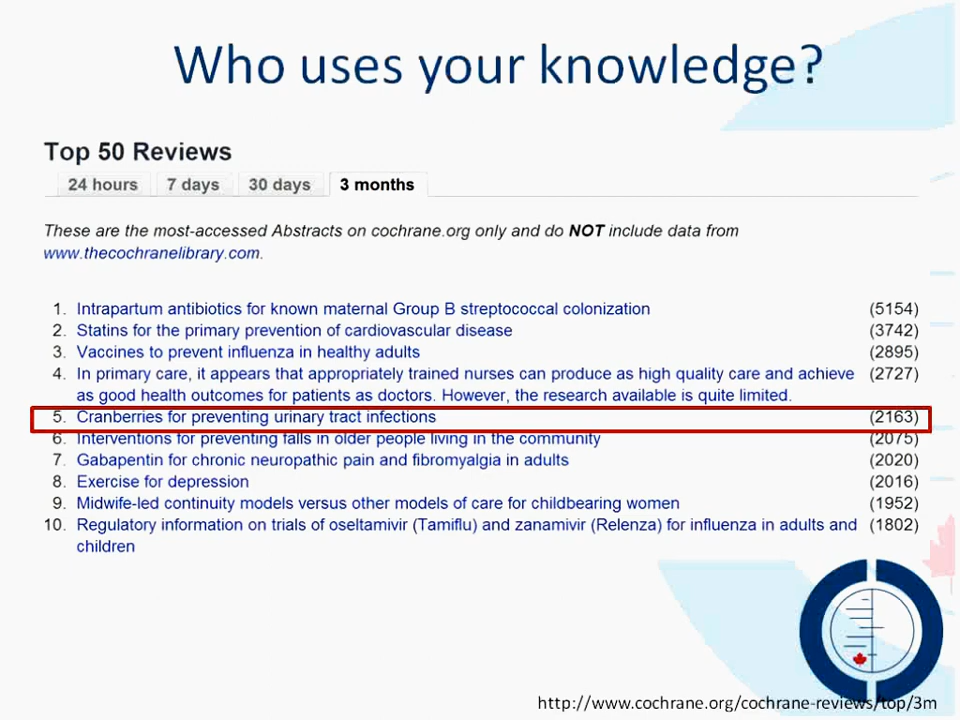 Who uses your knowledge?
Top 50 Reviews
24 hours 7 days 30 days 3 months
These are the most-accessed Abstracts on cochrane.org only and do NOT include data from
www.thecochranelibrary.com.
1. Intrapartum antibiotics for known maternal Group B streptococcal colonization (5154)
2. Statins for the primary prevention of cardiovascular disease (3742)
3. Vaccines to prevent influenza in healthy adults (2895)
4. In primary care, it appears that appropriately trained nurses can produce as high quality care and achieve (2727)
as good health outcomes for patients as doctors. However, the research available is quite limited.
5. Cranberries for preventing urinary tract infections (2163)
6. Interventions for preventing falls in older people living in the community (2075)
7. Gabapentin for chronic neuropathic pain and fibromyalgia in adults (2020)
8. Exercise for depression (2016)
9. Midwife-led continuity models versus other models of care for childbearing women (1952)
10. Regulatory information on trials of oseltamivir (Tamiflu) and zanamivir (Relenza) for influenza in adults and (1802)
children
http://www.cochrane.org/cochrane-reviews/top/3m